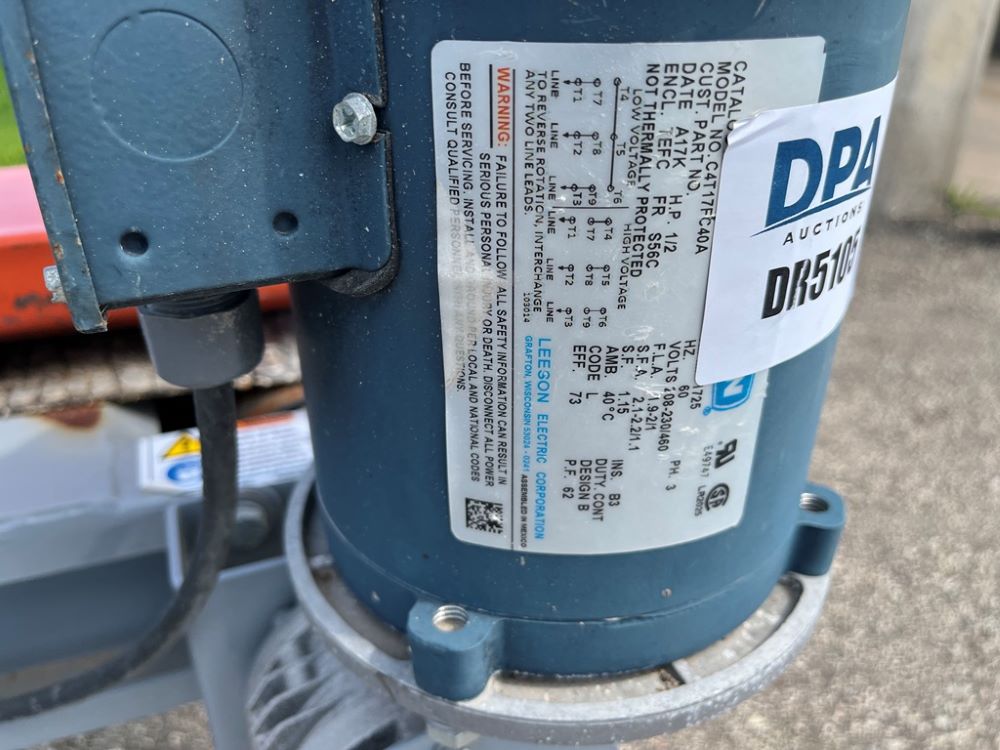 DPA
AUCTIONS
DR5105
MODEL NO. C4T17FC40A
CUST. PART NO.
DATE A17K H.P. 1/2
ENCL. TEFC FR S56C
NOT THERMALLY PROTECTED
1725
HZ 60
VOLTS 208-230/460 PH. 3
F.L.A. 1.9-2/1
S.F.A. 2.1-2.2/1.1
S.F. 1.15 INS. B3
AMB. 40°C DUTY. CONT
CODE L DESIGN B
EFF. 73 P.F. 62
E49747 LR2025
LOW VOLTAGE HIGH VOLTAGE
T4 T5 T6 T4 T5 T6
T7 T8 T9 T7 T8 T9
T1 T2 T3 T1 T2 T3
LINE LINE LINE LINE LINE LINE
TO REVERSE ROTATION, INTERCHANGE
ANY TWO LINE LEADS.
103014
LEESON ELECTRIC CORPORATION
GRAFTON, WISCONSIN 53024-0241 ASSEMBLED IN MEXICO
WARNING: FAILURE TO FOLLOW ALL SAFETY INFORMATION CAN RESULT IN
SERIOUS PERSONAL INJURY OR DEATH. DISCONNECT ALL POWER
BEFORE SERVICING. INSTALL AND GROUND PER LOCAL AND NATIONAL CODES
CONSULT QUALIFIED PERSONNEL WITH ANY QUESTIONS.